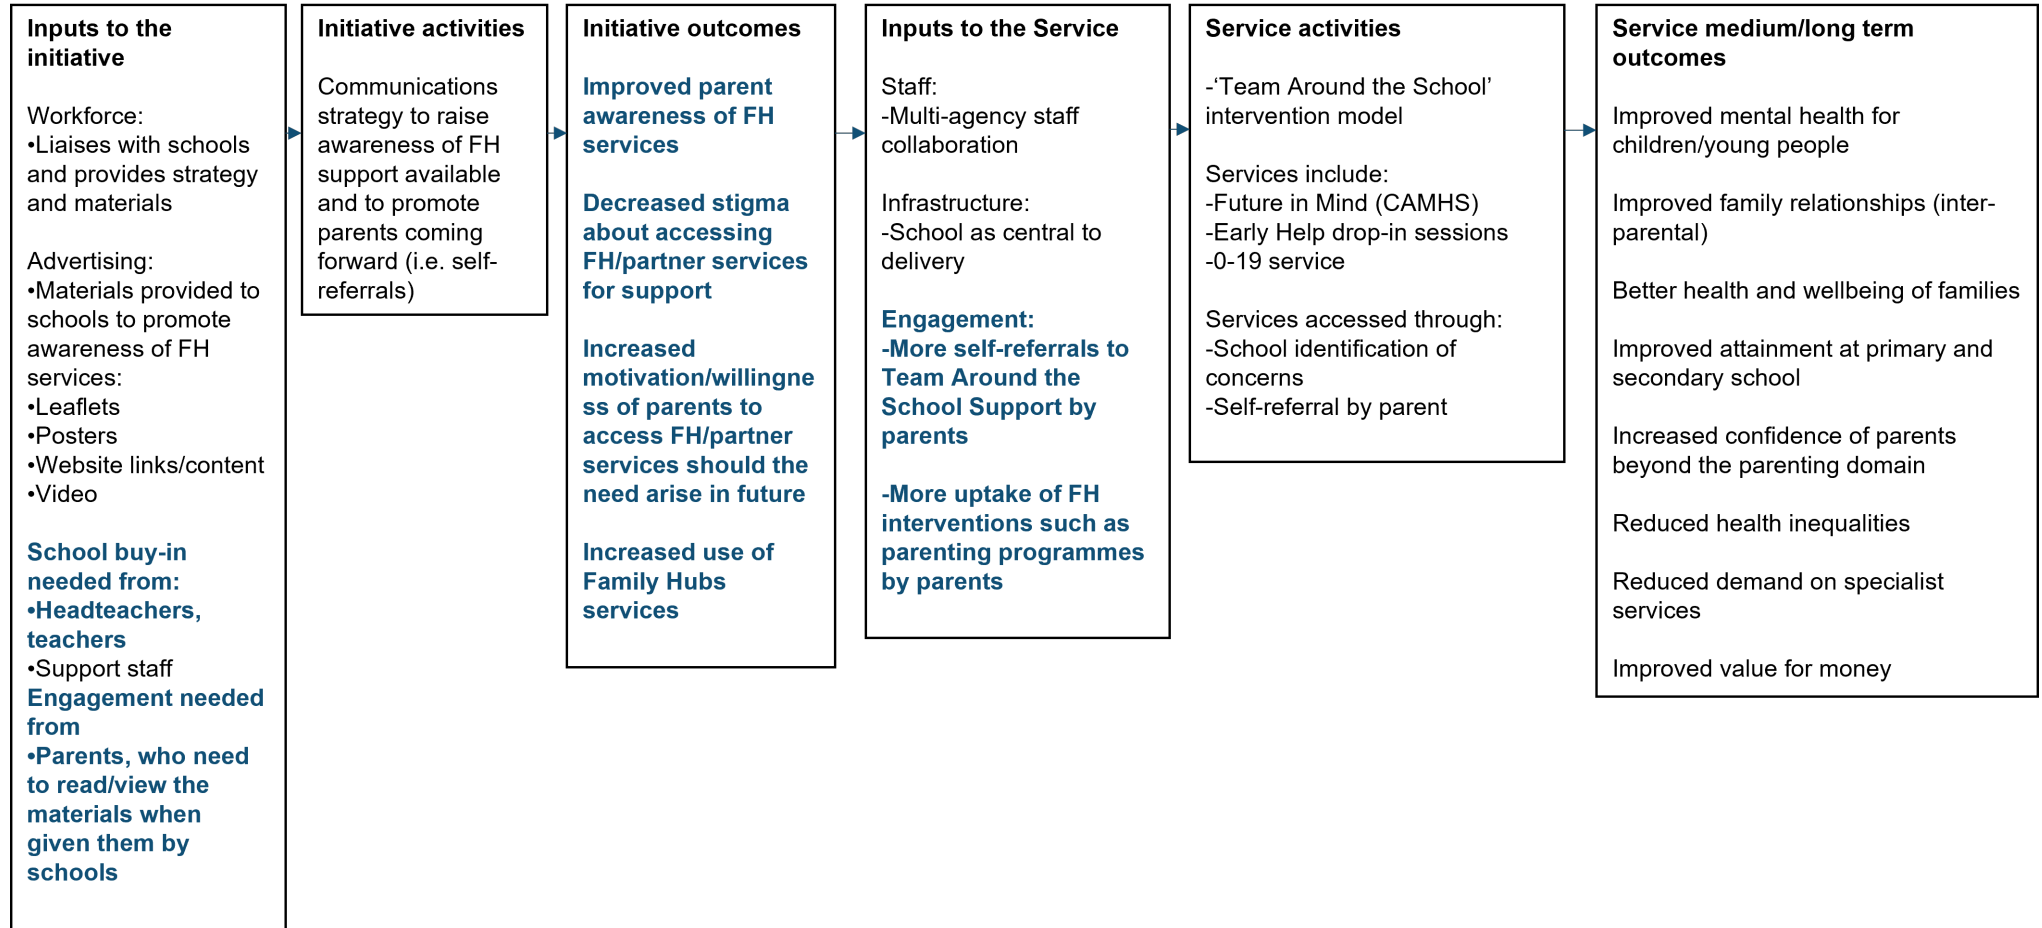 Inputs to the
initiative
Workforce:
•Liaises with schools
and provides strategy
and materials
Advertising:
•Materials provided to
schools to promote
awareness of FH
services:
•Leaflets
•Posters
•Website links/content
•Video
School buy-in
needed from:
•Headteachers,
teachers
•Support staff
Engagement needed
from
•Parents, who need
to read/view the
materials when
given them by
schools
Initiative activities
Communications
strategy to raise
awareness of FH
support available
and to promote
parents coming
forward (i.e. self-
referrals)
Initiative outcomes
Improved parent
awareness of FH
services
Decreased stigma
about accessing
FH/partner services
for support
Increased
motivation/willingne
ss of parents to
access FH/partner
services should the
need arise in future
Increased use of
Family Hubs
services
Inputs to the Service
Staff:
-Multi-agency staff
collaboration
Infrastructure:
-School as central to
delivery
Engagement:
-More self-referrals to
Team Around the
School Support by
parents
-More uptake of FH
interventions such as
parenting programmes
by parents
Service activities
-‘Team Around the School’
intervention model
Services include:
-Future in Mind (CAMHS)
-Early Help drop-in sessions
-0-19 service
Services accessed through:
-School identification of
concerns
-Self-referral by parent
Service medium/long term
outcomes
Improved mental health for
children/young people
Improved family relationships (inter-
parental)
Better health and wellbeing of families
Improved attainment at primary and
secondary school
Increased confidence of parents
beyond the parenting domain
Reduced health inequalities
Reduced demand on specialist
services
Improved value for money